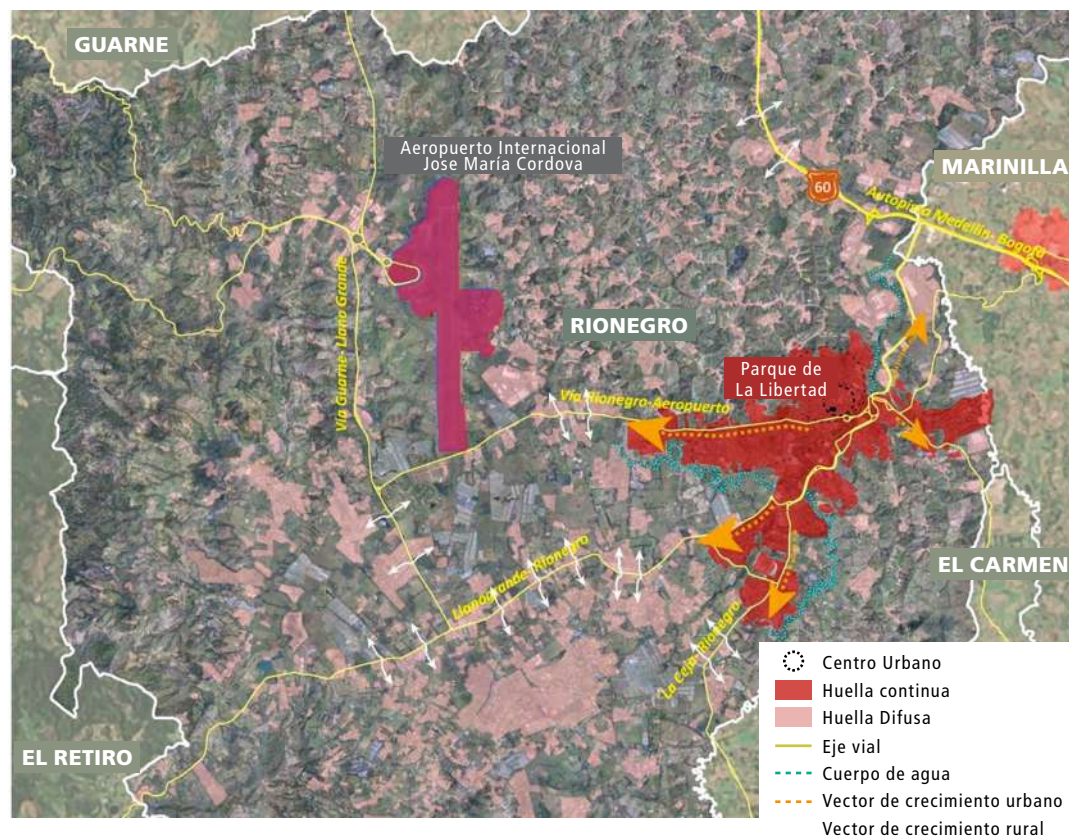 GUARNE
Aeropuerto Internacional
Jose María Cordova
MARINILLA
60
Autopista Medellín- Bogotá
Vía Guarne- Llano Grande
RIONEGRO
Parque de
La Libertad
Vía Rionegro-Aeropuerto
Llanogrande- Rionegro
EL CARMEN
La Ceja- Rionegro
EL RETIRO
Centro Urbano
Huella continua
Huella Difusa
Eje vial
Cuerpo de agua
Vector de crecimiento urbano
Vector de crecimiento rural